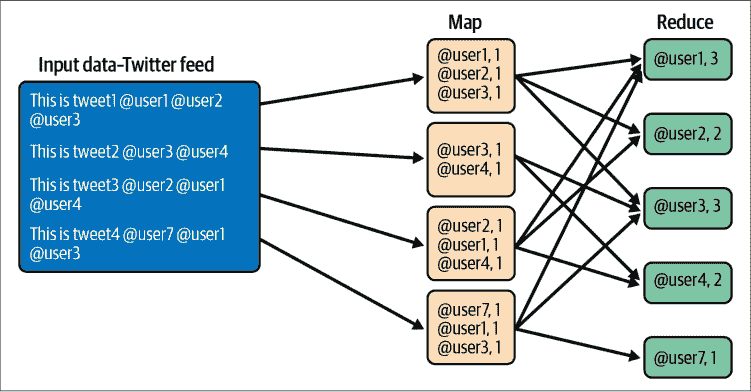 Input data-Twitter feed
This is tweet1 @user1 @user2
@user3
This is tweet2 @user3 @user4
This is tweet3 @user2 @user1
@user4
This is tweet4 @user7 @user1
@user3
Map
@user1, 1
@user2, 1
@user3, 1
@user3, 1
@user4, 1
@user2, 1
@user1, 1
@user4, 1
@user7, 1
@user1, 1
@user3, 1
Reduce
@user1, 3
@user2, 2
@user3, 3
@user4, 2
@user7, 1